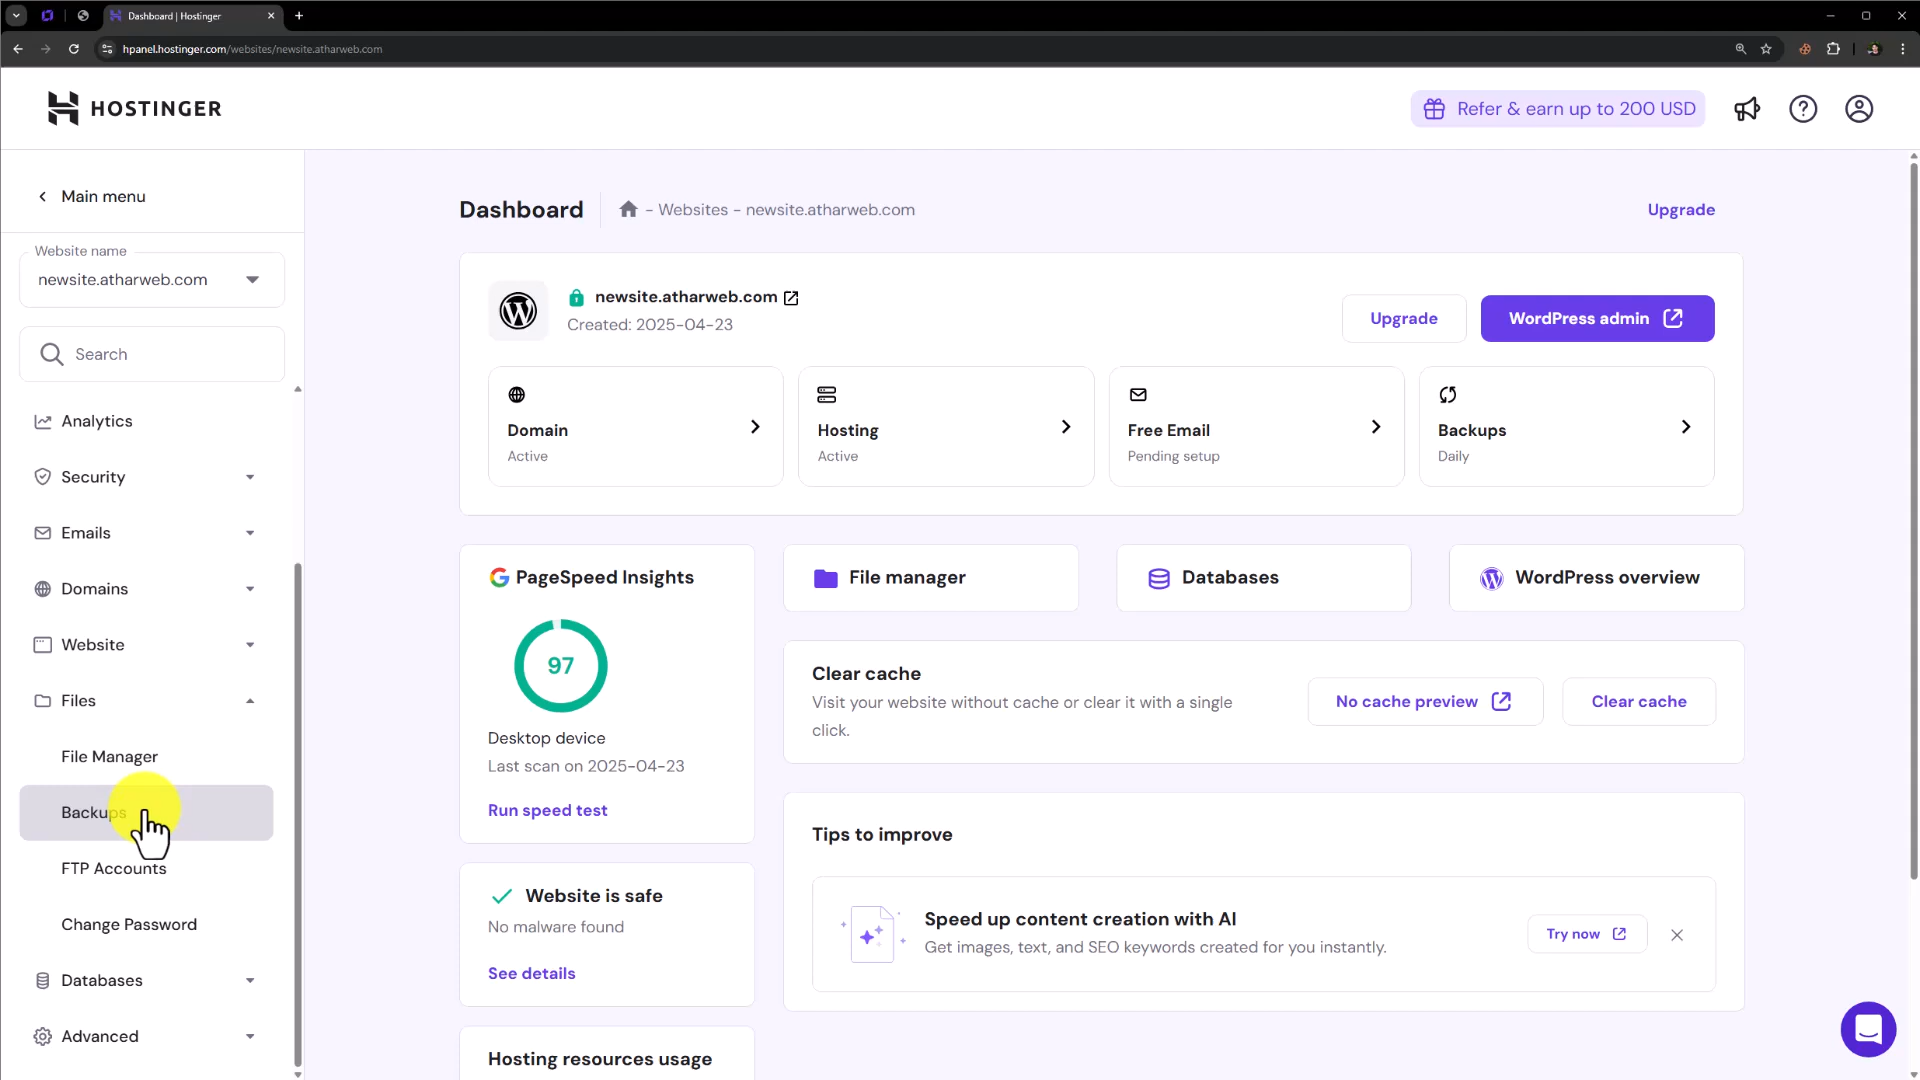 Dashboard | Hostinger
hpanel.hostinger.com/websites/newsite.atharweb.com
HOSTINGER
Refer & earn up to 200 USD
Main menu
Website name
newsite.atharweb.com
Search
Analytics
Security
Emails
Domains
Website
Files
File Manager
Backups
FTP Accounts
Change Password
Databases
Advanced
Dashboard
- Websites - newsite.atharweb.com
Upgrade
newsite.atharweb.com
Created: 2025-04-23
Upgrade
WordPress admin
Domain
Active
Hosting
Active
Free Email
Pending setup
Backups
Daily
PageSpeed Insights
97
Desktop device
Last scan on 2025-04-23
Run speed test
Website is safe
No malware found
See details
Hosting resources usage
File manager
Databases
WordPress overview
Clear cache
Visit your website without cache or clear it with a single
click.
No cache preview
Clear cache
Tips to improve
Speed up content creation with AI
Get images, text, and SEO keywords created for you instantly.
Try now